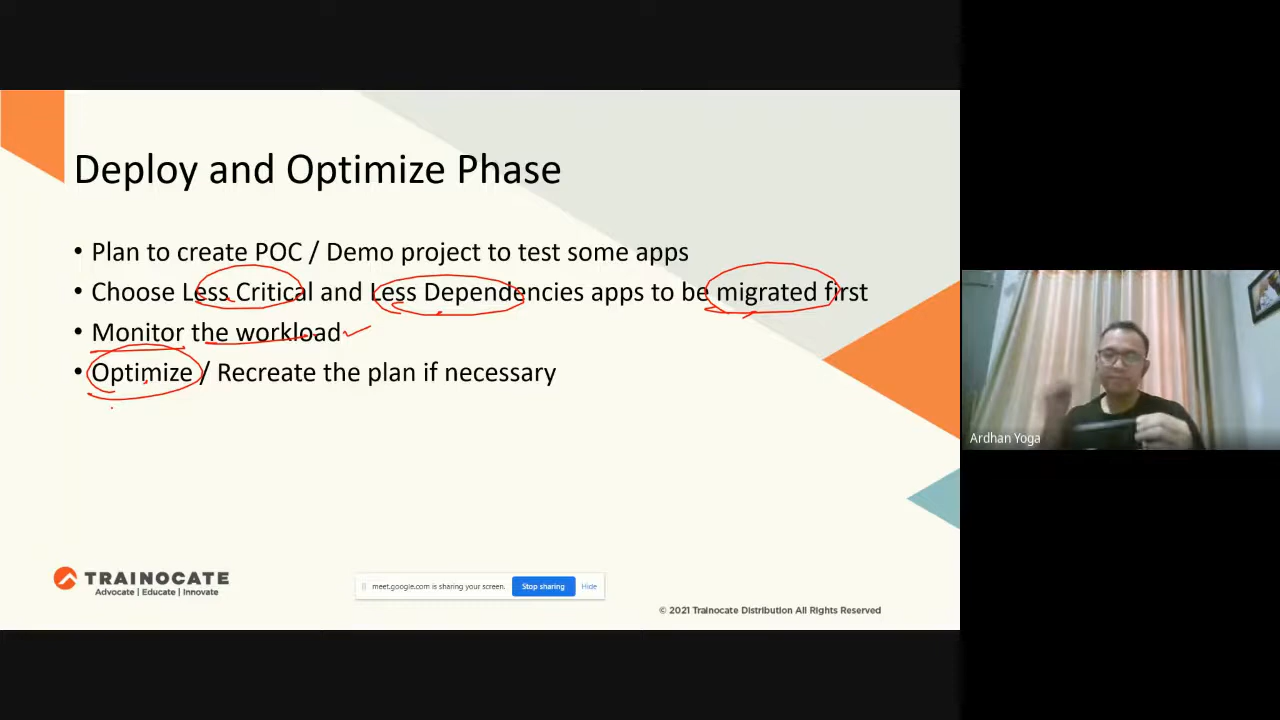 Deploy and Optimize Phase
• Plan to create POC / Demo project to test some apps
• Choose Less Critical and Less Dependencies apps to be migrated first
• Monitor the workload
• Optimize / Recreate the plan if necessary
Ardhan Yoga
TRAINOCATE
Advocate | Educate | Innovate
meet.google.com is sharing your screen. Stop sharing Hide
© 2021 Trainocate Distribution All Rights Reserved